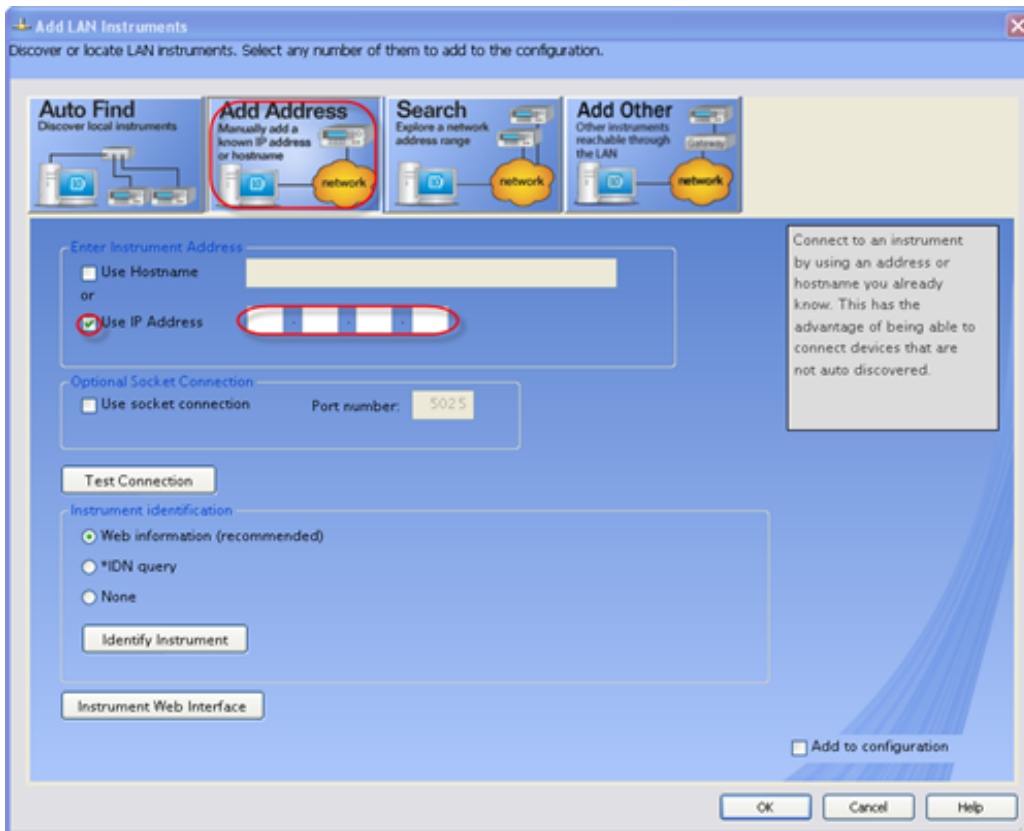 Add LAN Instruments
Discover or locate LAN instruments. Select any number of them to add to the configuration.
Auto Find
Discover local instruments
IO
Add Address
Manually add a
known IP address
or hostname
IO
network
Search
Explore a network
address range
IO
network
Add Other
Other instruments
reachable through
the LAN
Gateway
IO
network
Enter Instrument Address
Use Hostname
or
Use IP Address
. . .
Optional Socket Connection
Use socket connection Port number: 5025
Test Connection
Instrument identification
Web information (recommended)
*IDN query
None
Identify Instrument
Instrument Web Interface
Connect to an instrument
by using an address or
hostname you already
know. This has the
advantage of being able to
connect devices that are
not auto discovered.
Add to configuration
OK Cancel Help